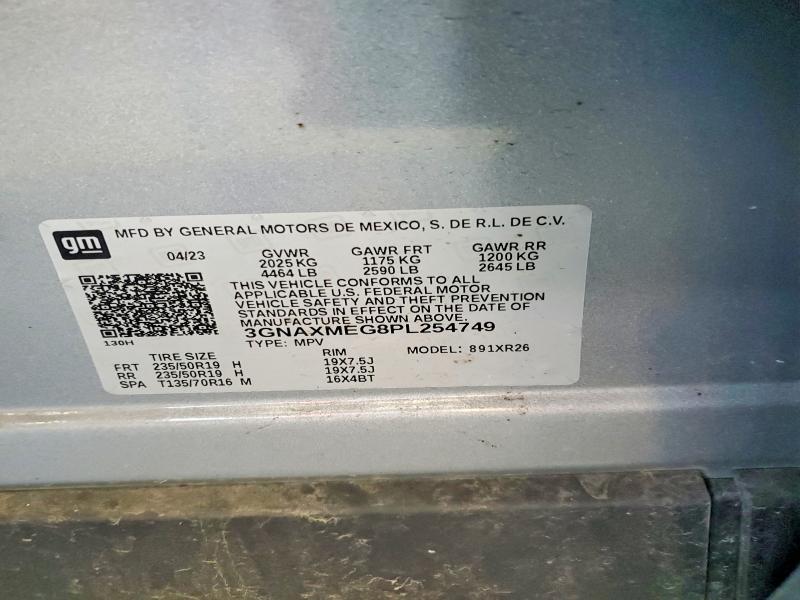 gm
MFD BY GENERAL MOTORS DE MEXICO, S. DE R.L. DE C.V.
04/23 GVWR GAWR FRT GAWR RR
2025 KG 1175 KG 1200 KG
4464 LB 2590 LB 2645 LB
THIS VEHICLE CONFORMS TO ALL
APPLICABLE U.S. FEDERAL MOTOR
VEHICLE SAFETY AND THEFT PREVENTION
STANDARDS IN EFFECT ON THE DATE OF
MANUFACTURE SHOWN ABOVE.
3GNAXMEG8PL254749
130H
TYPE: MPV MODEL: 891XR26
TIRE SIZE RIM
FRT 235/50R19 H 19X7.5J
RR 235/50R19 H 19X7.5J
SPA T135/70R16 M 16X4BT